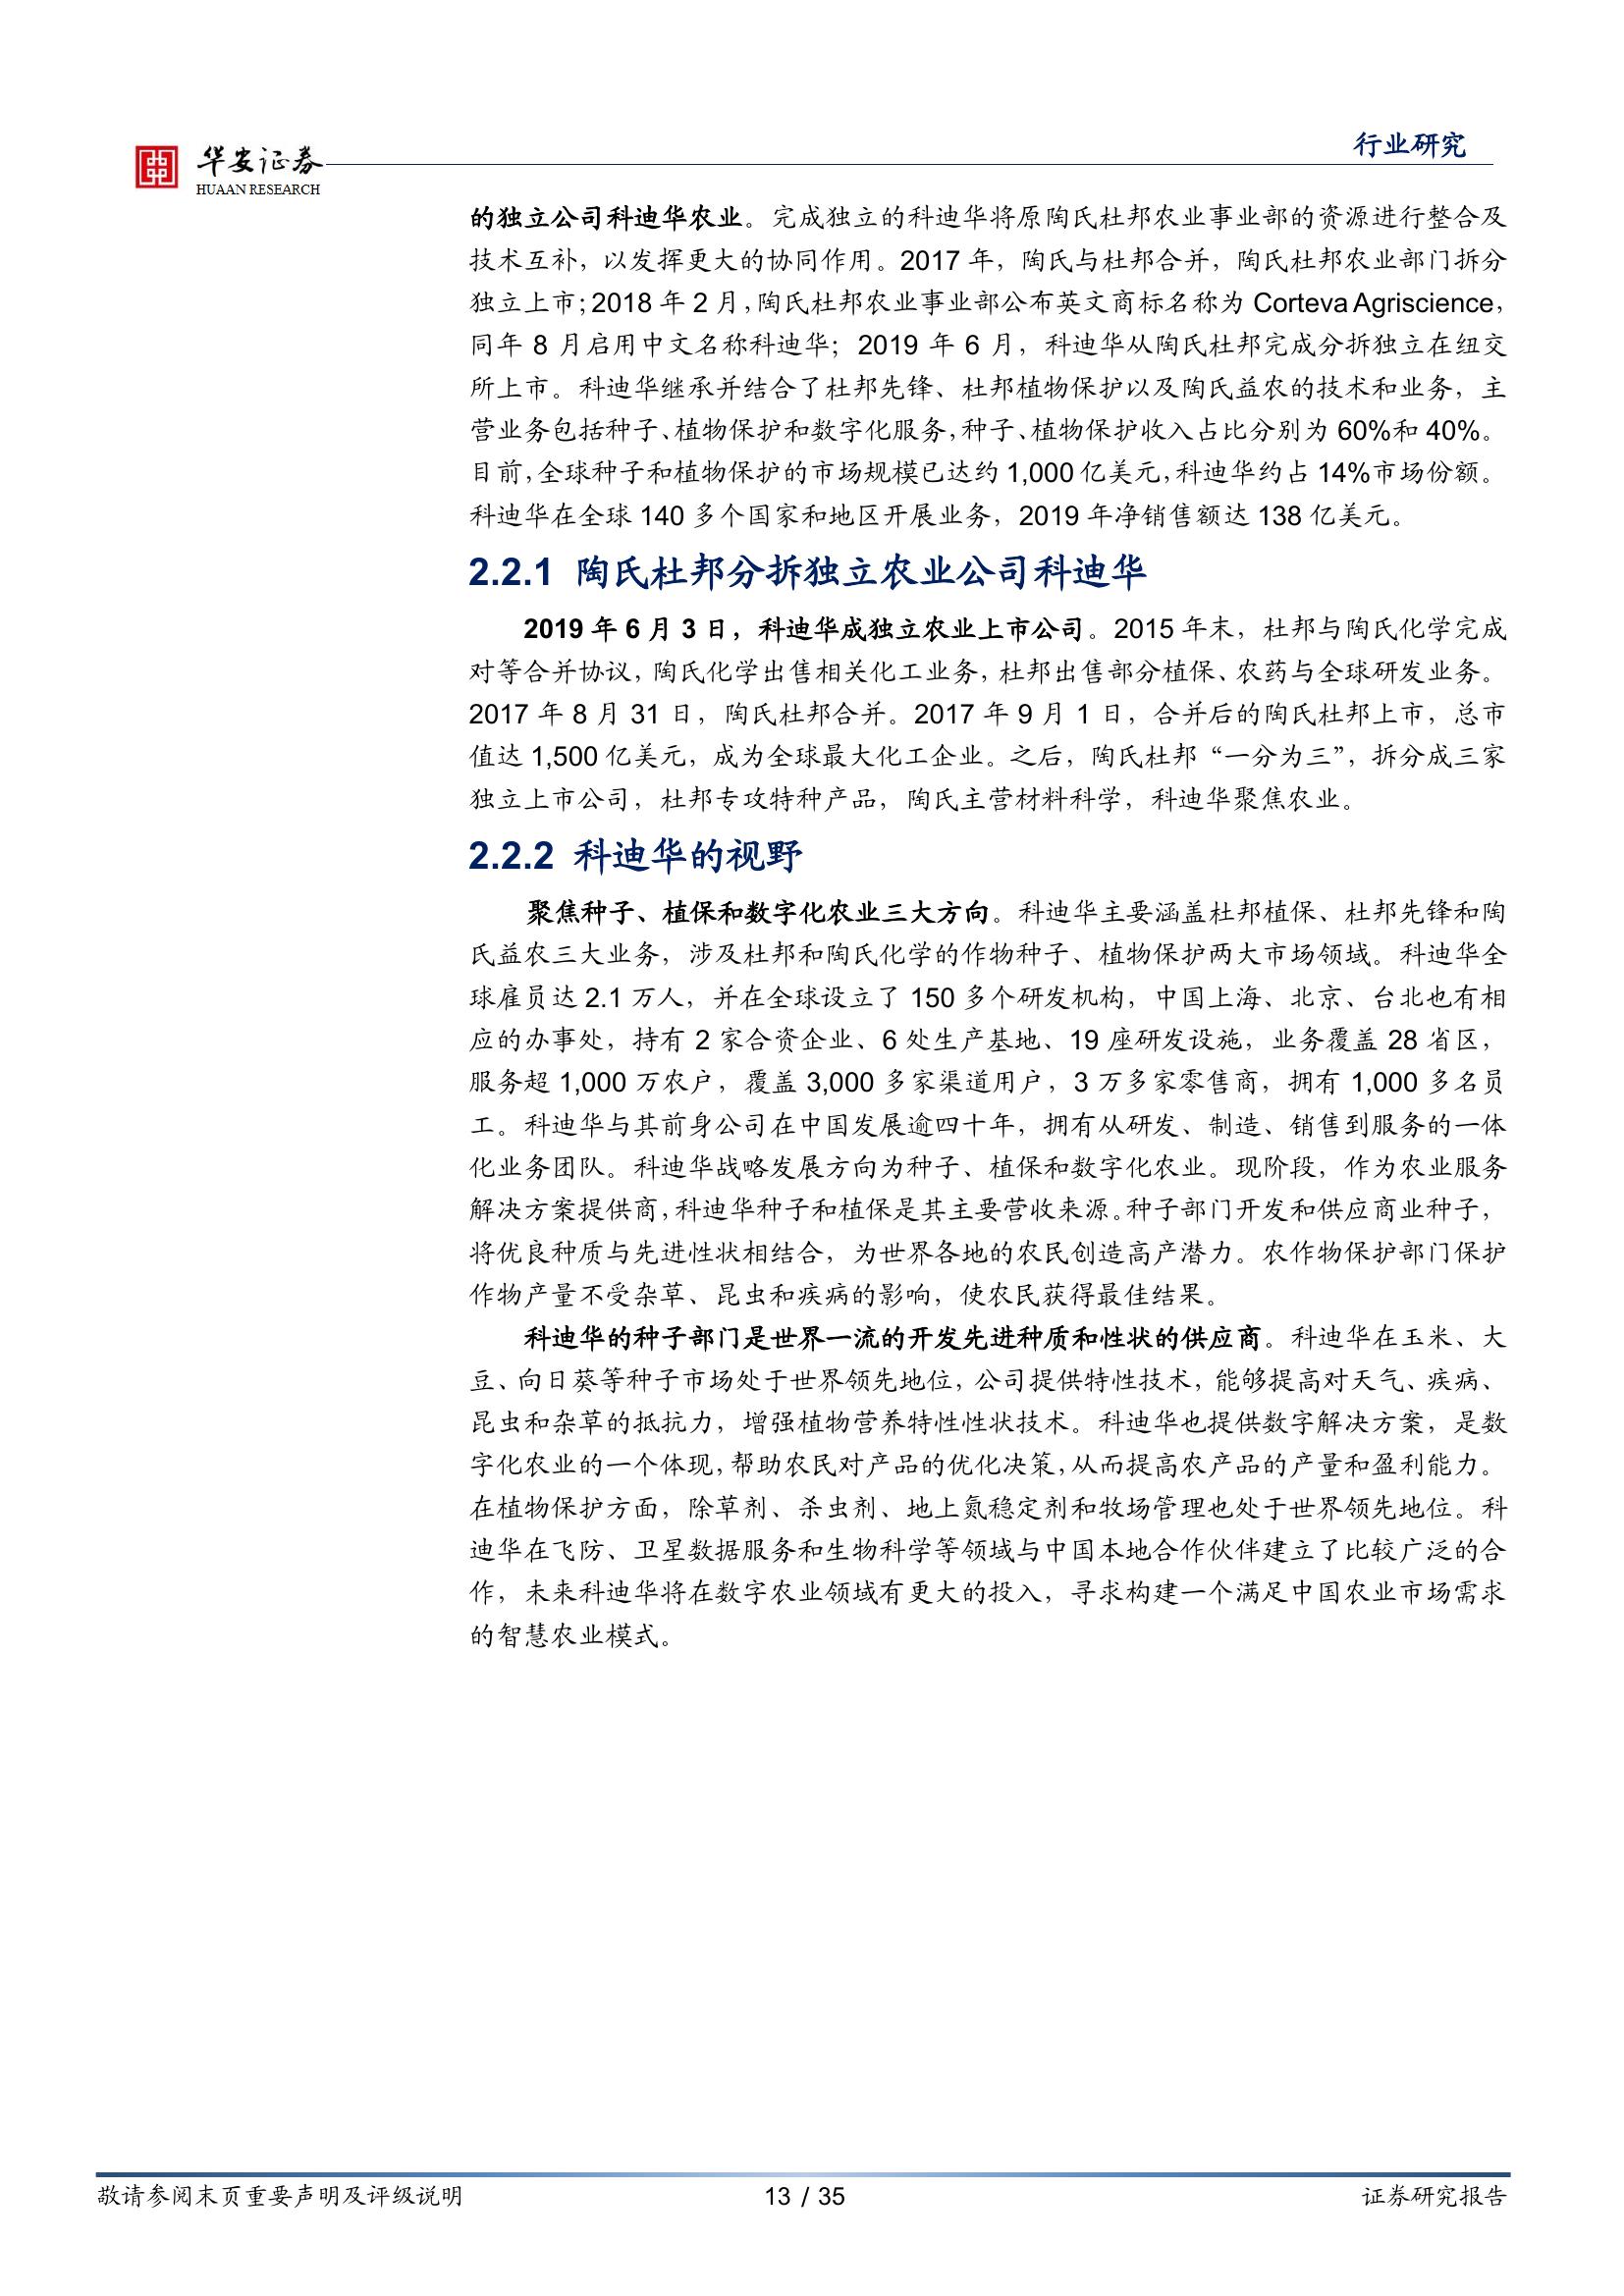 华安证券
HUAAN RESEARCH
行业研究
的独立公司科迪华农业。完成独立的科迪华将原陶氏杜邦农业事业部的资源进行整合及
技术互补，以发挥更大的协同作用。2017 年，陶氏与杜邦合并，陶氏杜邦农业部门拆分
独立上市；2018 年 2 月，陶氏杜邦农业事业部公布英文商标名称为 Corteva Agriscience，
同年 8 月启用中文名称科迪华；2019 年 6 月，科迪华从陶氏杜邦完成分拆独立在纽交
所上市。科迪华继承并结合了杜邦先锋、杜邦植物保护以及陶氏益农的技术和业务，主
营业务包括种子、植物保护和数字化服务，种子、植物保护收入占比分别为 60%和 40%。
目前，全球种子和植物保护的市场规模已达约 1,000 亿美元，科迪华约占 14%市场份额。
科迪华在全球 140 多个国家和地区开展业务，2019 年净销售额达 138 亿美元。
2.2.1 陶氏杜邦分拆独立农业公司科迪华
2019 年 6 月 3 日，科迪华成独立农业上市公司。2015 年末，杜邦与陶氏化学完成
对等合并协议，陶氏化学出售相关化工业务，杜邦出售部分植保、农药与全球研发业务。
2017 年 8 月 31 日，陶氏杜邦合并。2017 年 9 月 1 日，合并后的陶氏杜邦上市，总市
值达 1,500 亿美元，成为全球最大化工企业。之后，陶氏杜邦“一分为三”，拆分成三家
独立上市公司，杜邦专攻特种产品，陶氏主营材料科学，科迪华聚焦农业。
2.2.2 科迪华的视野
聚焦种子、植保和数字化农业三大方向。科迪华主要涵盖杜邦植保、杜邦先锋和陶
氏益农三大业务，涉及杜邦和陶氏化学的作物种子、植物保护两大市场领域。科迪华全
球雇员达 2.1 万人，并在全球设立了 150 多个研发机构，中国上海、北京、台北也有相
应的办事处，持有 2 家合资企业、6 处生产基地、19 座研发设施，业务覆盖 28 省区，
服务超 1,000 万农户，覆盖 3,000 多家渠道用户，3 万多家零售商，拥有 1,000 多名员
工。科迪华与其前身公司在中国发展逾四十年，拥有从研发、制造、销售到服务的一体
化业务团队。科迪华战略发展方向为种子、植保和数字化农业。现阶段，作为农业服务
解决方案提供商，科迪华种子和植保是其主要营收来源。种子部门开发和供应商业种子，
将优良种质与先进性状相结合，为世界各地的农民创造高产潜力。农作物保护部门保护
作物产量不受杂草、昆虫和疾病的影响，使农民获得最佳结果。
科迪华的种子部门是世界一流的开发先进种质和性状的供应商。科迪华在玉米、大
豆、向日葵等种子市场处于世界领先地位，公司提供特性技术，能够提高对天气、疾病、
昆虫和杂草的抵抗力，增强植物营养特性性状技术。科迪华也提供数字解决方案，是数
字化农业的一个体现，帮助农民对产品的优化决策，从而提高农产品的产量和盈利能力。
在植物保护方面，除草剂、杀虫剂、地上氮稳定剂和牧场管理也处于世界领先地位。科
迪华在飞防、卫星数据服务和生物科学等领域与中国本地合作伙伴建立了比较广泛的合
作，未来科迪华将在数字农业领域有更大的投入，寻求构建一个满足中国农业市场需求
的智慧农业模式。
敬请参阅末页重要声明及评级说明
13 / 35
证券研究报告